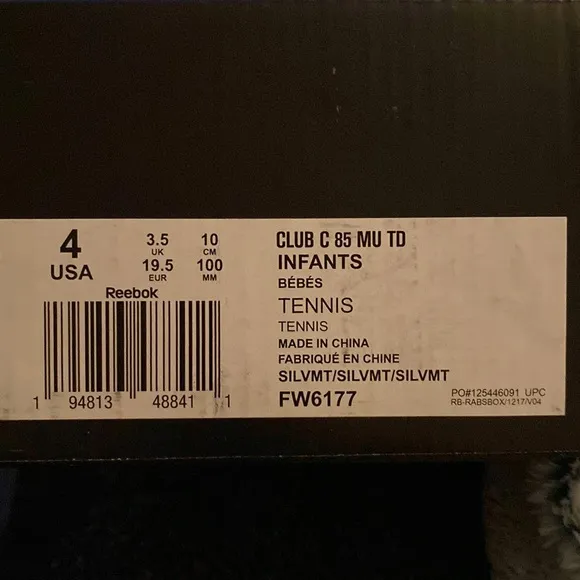 4
USA
3.5
UK
19.5
EUR
10
CM
100
MM
Reebok
1 94813 48841 1
CLUB C 85 MU TD
INFANTS
BÉBÉS
TENNIS
TENNIS
MADE IN CHINA
FABRIQUÉ EN CHINE
SILVMT/SILVMT/SILVMT
FW6177
PO#125446091 UPC
RB-RABSBOX/1217/V04